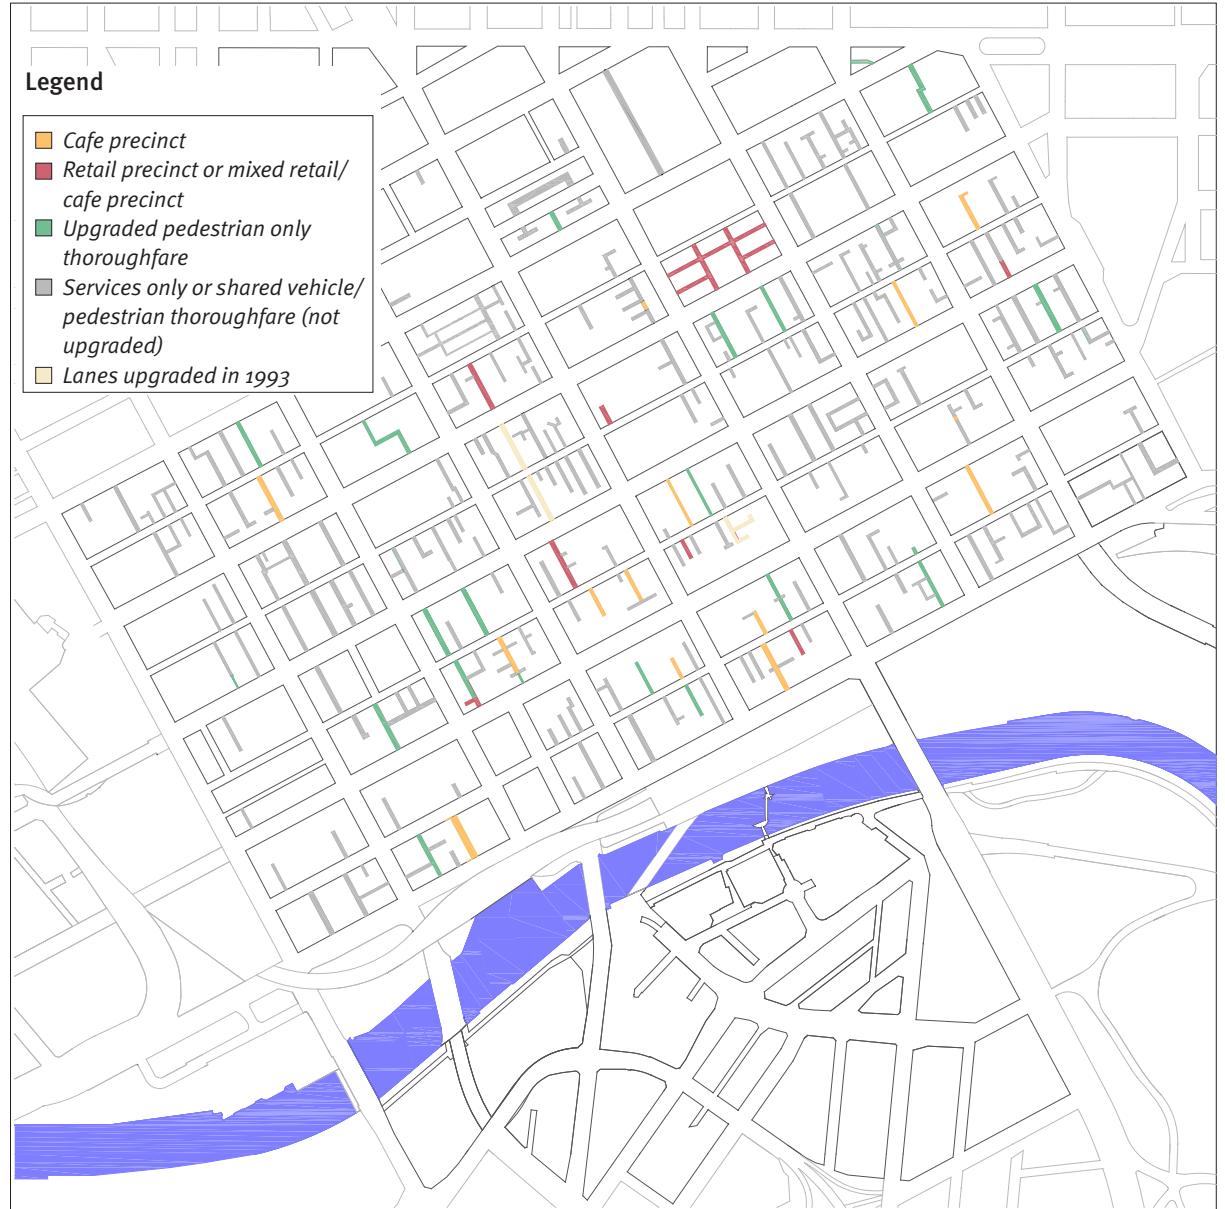 Legend
Cafe precinct
Retail precinct or mixed retail/
cafe precinct
Upgraded pedestrian only
thoroughfare
Services only or shared vehicle/
pedestrian thoroughfare (not
upgraded)
Lanes upgraded in 1993